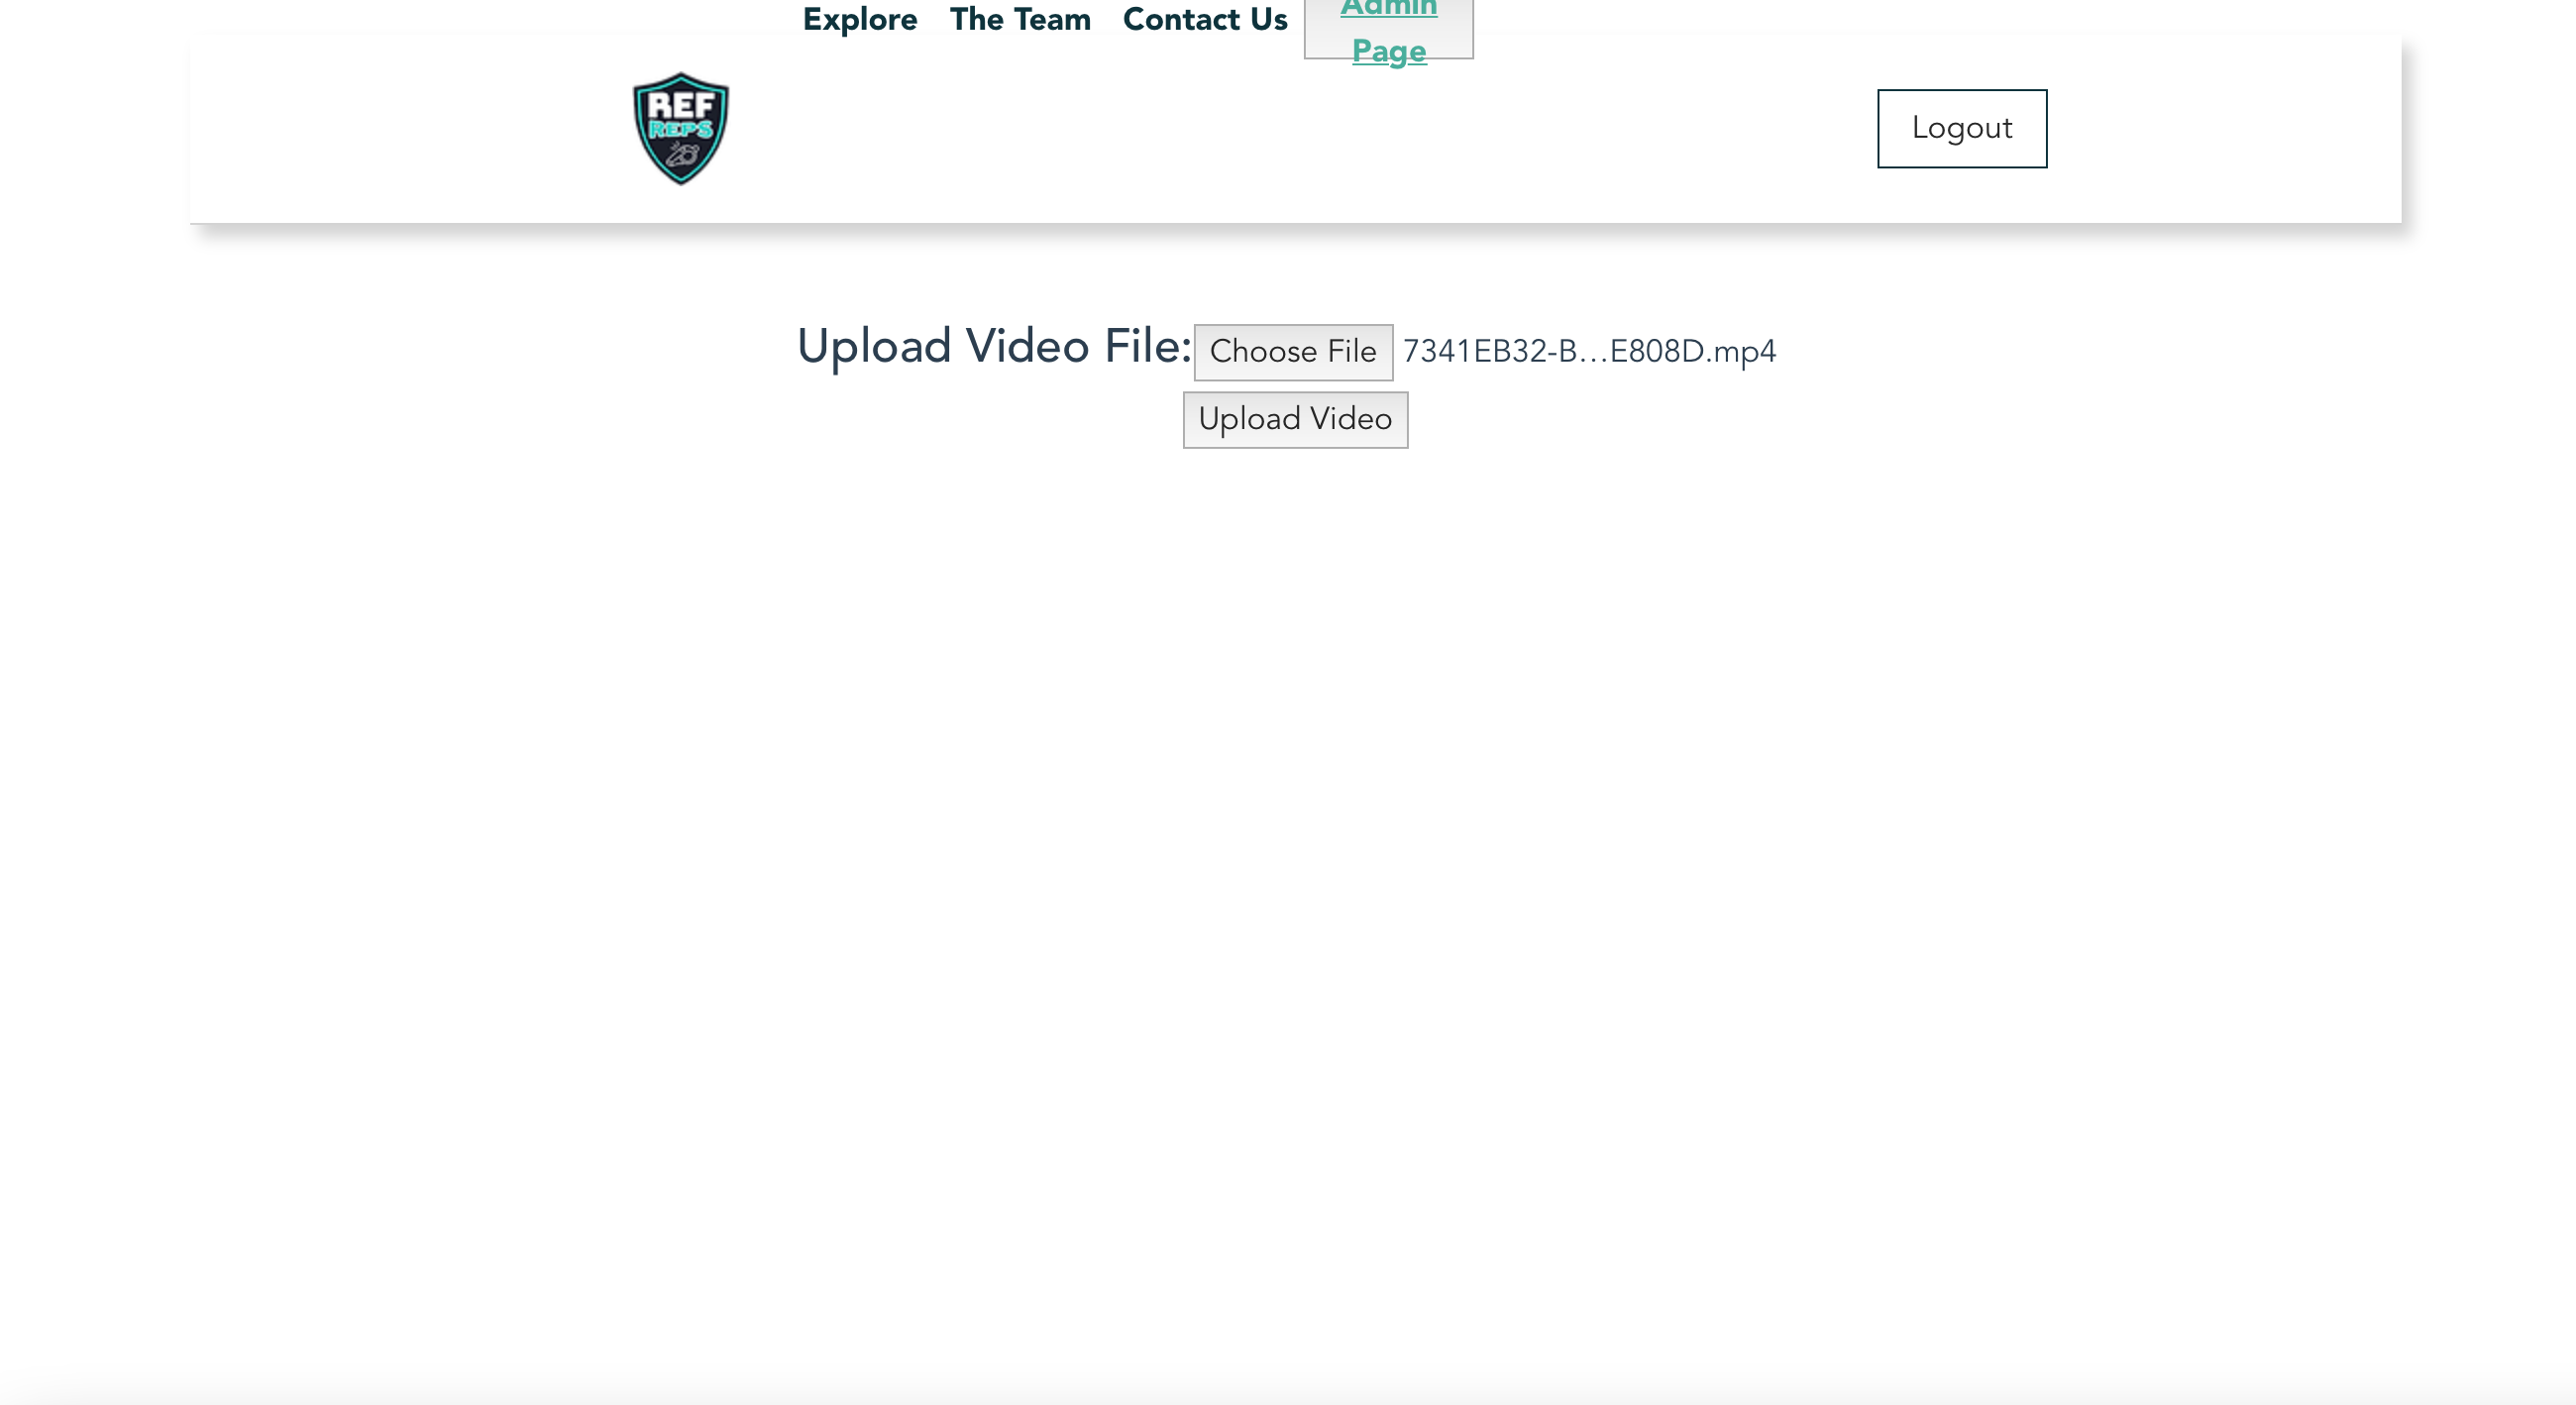 Explore The Team Contact Us Admin
Page
REF
REPS
Logout
Upload Video File: Choose File 7341EB32-B...E808D.mp4
Upload Video